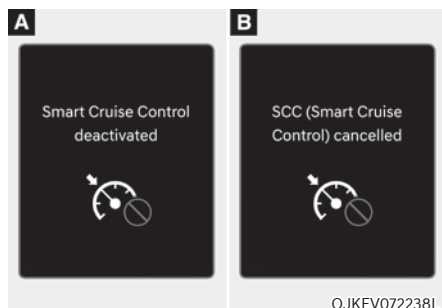 A
B
Smart Cruise Control
deactivated
SCC (Smart Cruise
Control) cancelled
OJKEV072238L